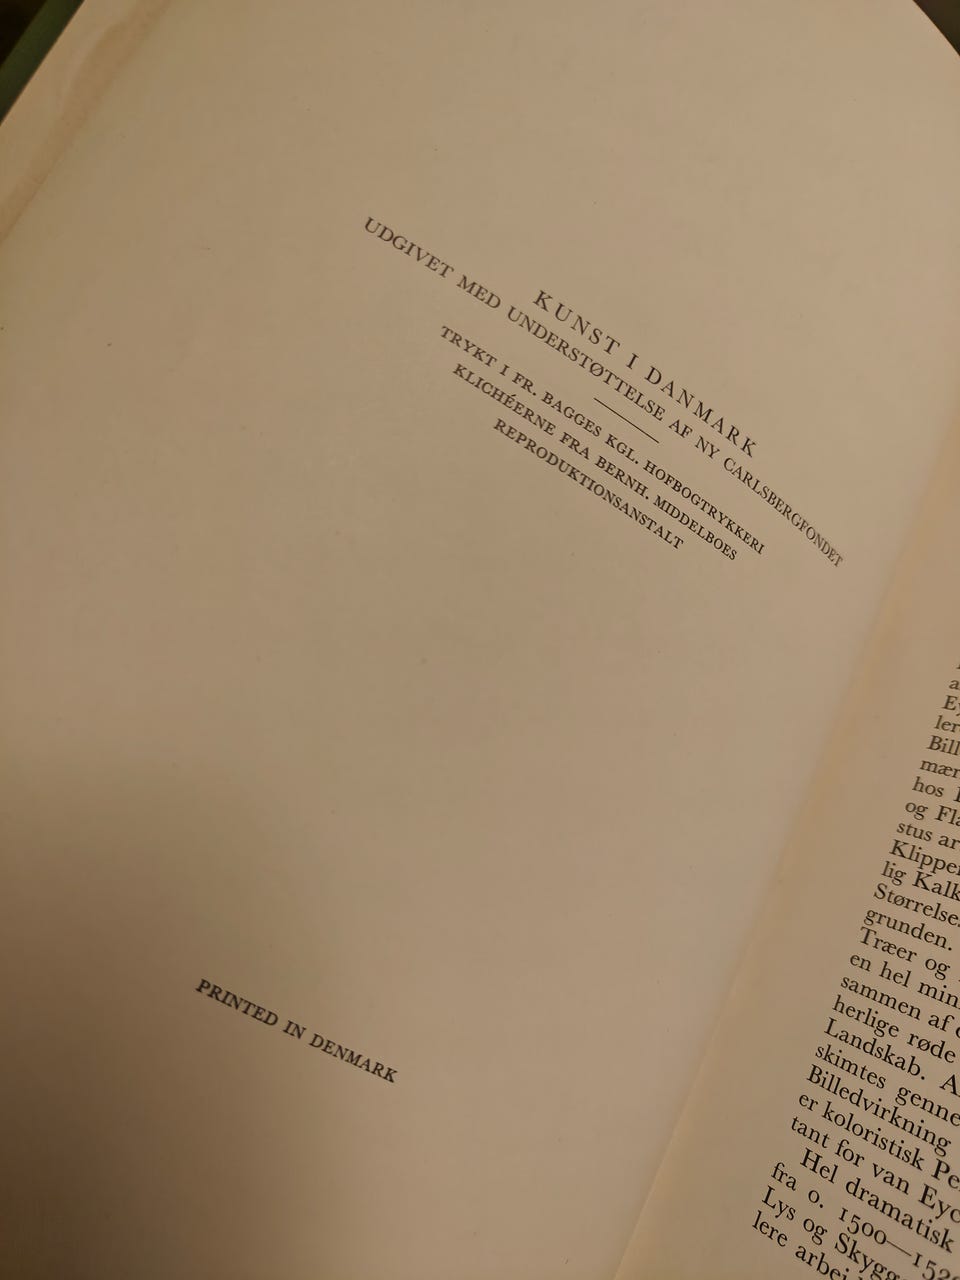 KUNST I DANMARK
UDGIVET MED UNDERSTØTTELSE AF NY CARLSBERGFONDET
TRYKT I FR. BAGGES KGL. HOFBOGTRYKKERI
KLICHÉERNE FRA BERNH. MIDDELBOES
REPRODUKTIONSANSTALT
PRINTED IN DENMARK
hos
og
stus
lig
Størrelses
grunden.
Træer og
en hel
sammen af
herlige røde
Landskab.
skimtes
Billedvirkning
er koloristisk
tant for van
Hel dramatisk
fra o.
Lys og
lere